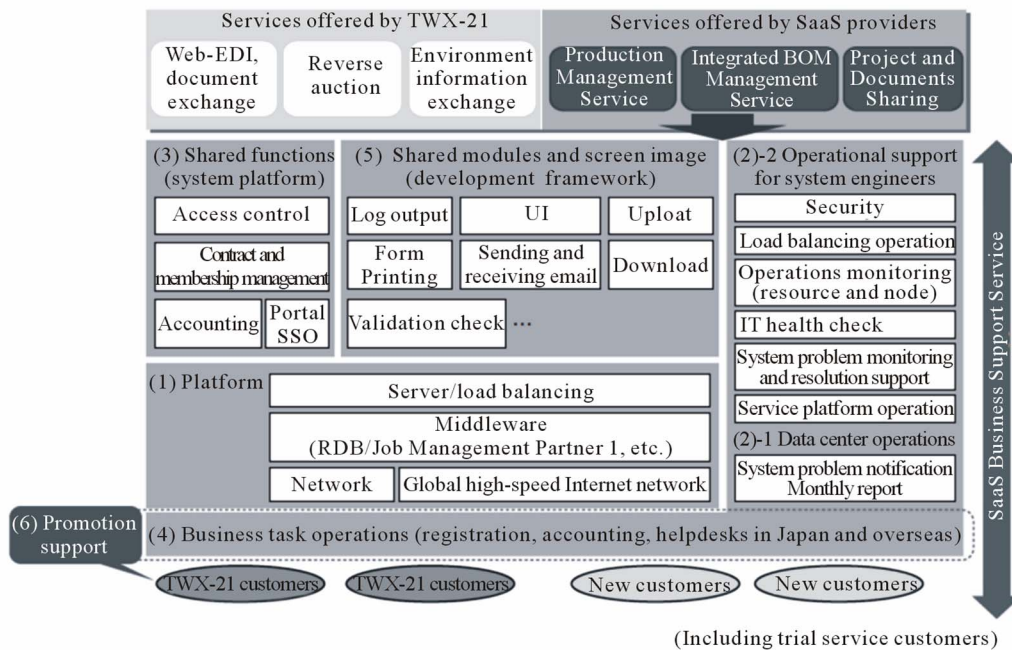 Services offered by TWX-21
Services offered by SaaS providers
Web-EDI,
document
exchange
Reverse
auction
Environment
information
exchange
Production
Management
Service
Integrated BOM
Management
Service
Project and
Documents
Sharing
(3) Shared functions
(system platform)
Access control
Contract and
membership management
Accounting
Portal
SSO
(5) Shared modules and screen image
(development framework)
Log output
UI
Uploat
Form
Printing
Sending and
receiving email
Download
Validation check
...
(2)-2 Operational support
for system engineers
Security
Load balancing operation
Operations monitoring
(resource and node)
IT health check
System problem monitoring
and resolution support
Service platform operation
(2)-1 Data center operations
System problem notification
Monthly report
(1) Platform
Server/load balancing
Middleware
(RDB/Job Management Partner 1, etc.)
Network
Global high-speed Internet network
SaaS Business Support Service
(6) Promotion
support
(4) Business task operations (registration, accounting, helpdesks in Japan and overseas)
TWX-21 customers
TWX-21 customers
New customers
New customers
(Including trial service customers)